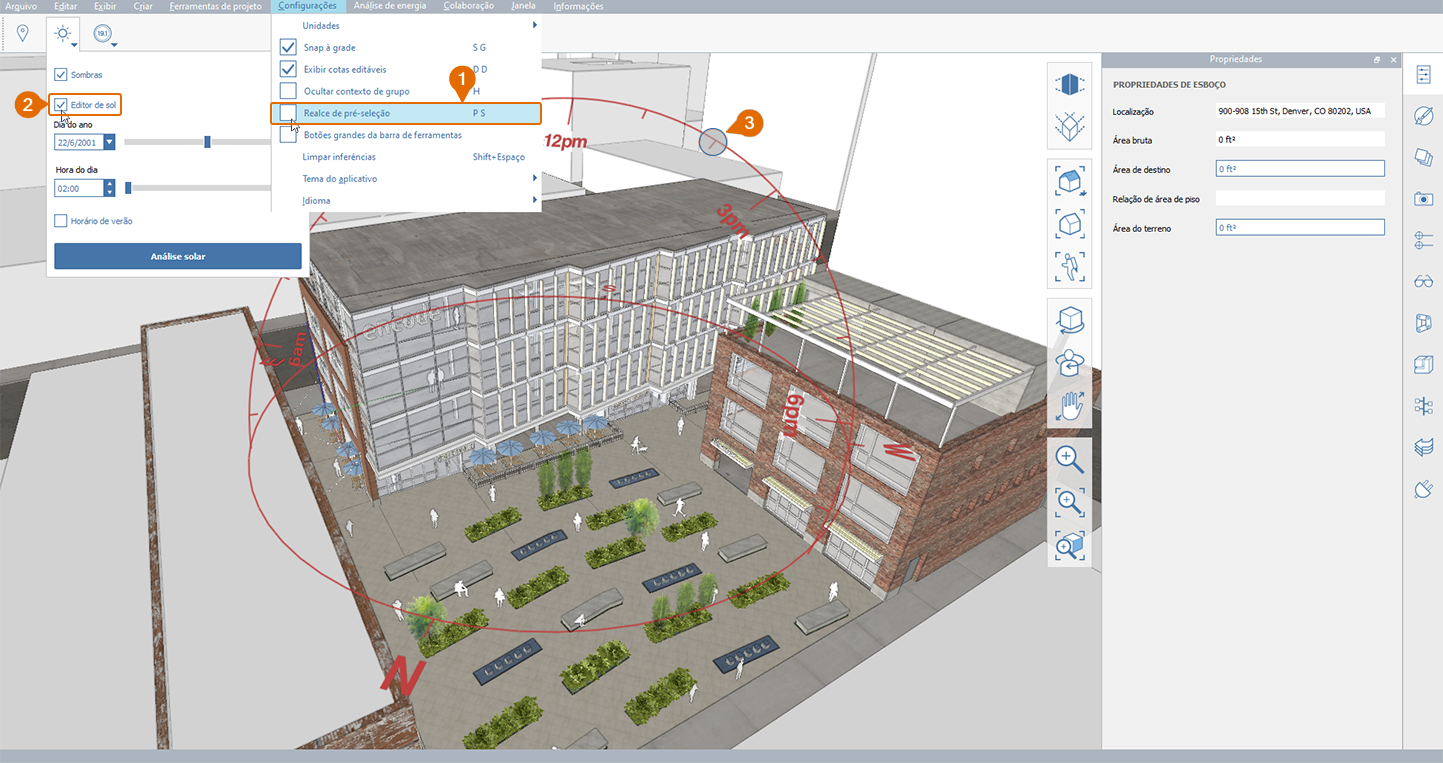 Arquivo Editar Exibir Criar Ferramentas de projeto Configurações Análise de energia Colaboração Janela Informações
19.1
Sombras
2
Editor de sol
Dia do ano
22/6/2001
Hora do dia
02:00
Horário de verão
Análise solar
Unidades
Snap à grade S G
Exibir cotas editáveis D D
1
Ocultar contexto de grupo H
Realce de pré-seleção P S
Botões grandes da barra de ferramentas
Limpar inferências Shift+Espaço
Tema do aplicativo
Idioma
3
12pm
3pm
S
encode
9am
6pm
W
N
Propriedades
PROPRIEDADES DE ESBOÇO
Localização 900-908 15th St, Denver, CO 80202, USA
Área bruta 0 ft²
Área de destino 0 ft²
Relação de área de piso
Área do terreno 0 ft²